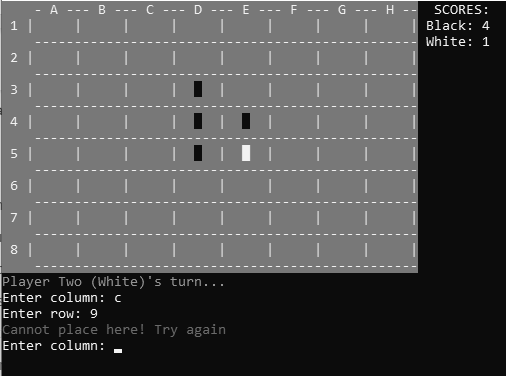 - A --- B --- C --- D --- E --- F --- G --- H --  SCORES:
1 | | | | | | | | |  Black: 4
White: 1
2 | | | | | | | | |
3 | | | | | | | | |
4 | | | | | | | | |
5 | | | | | | | | |
6 | | | | | | | | |
7 | | | | | | | | |
8 | | | | | | | | |
Player Two (White)'s turn...
Enter column: c
Enter row: 9
Cannot place here! Try again
Enter column: